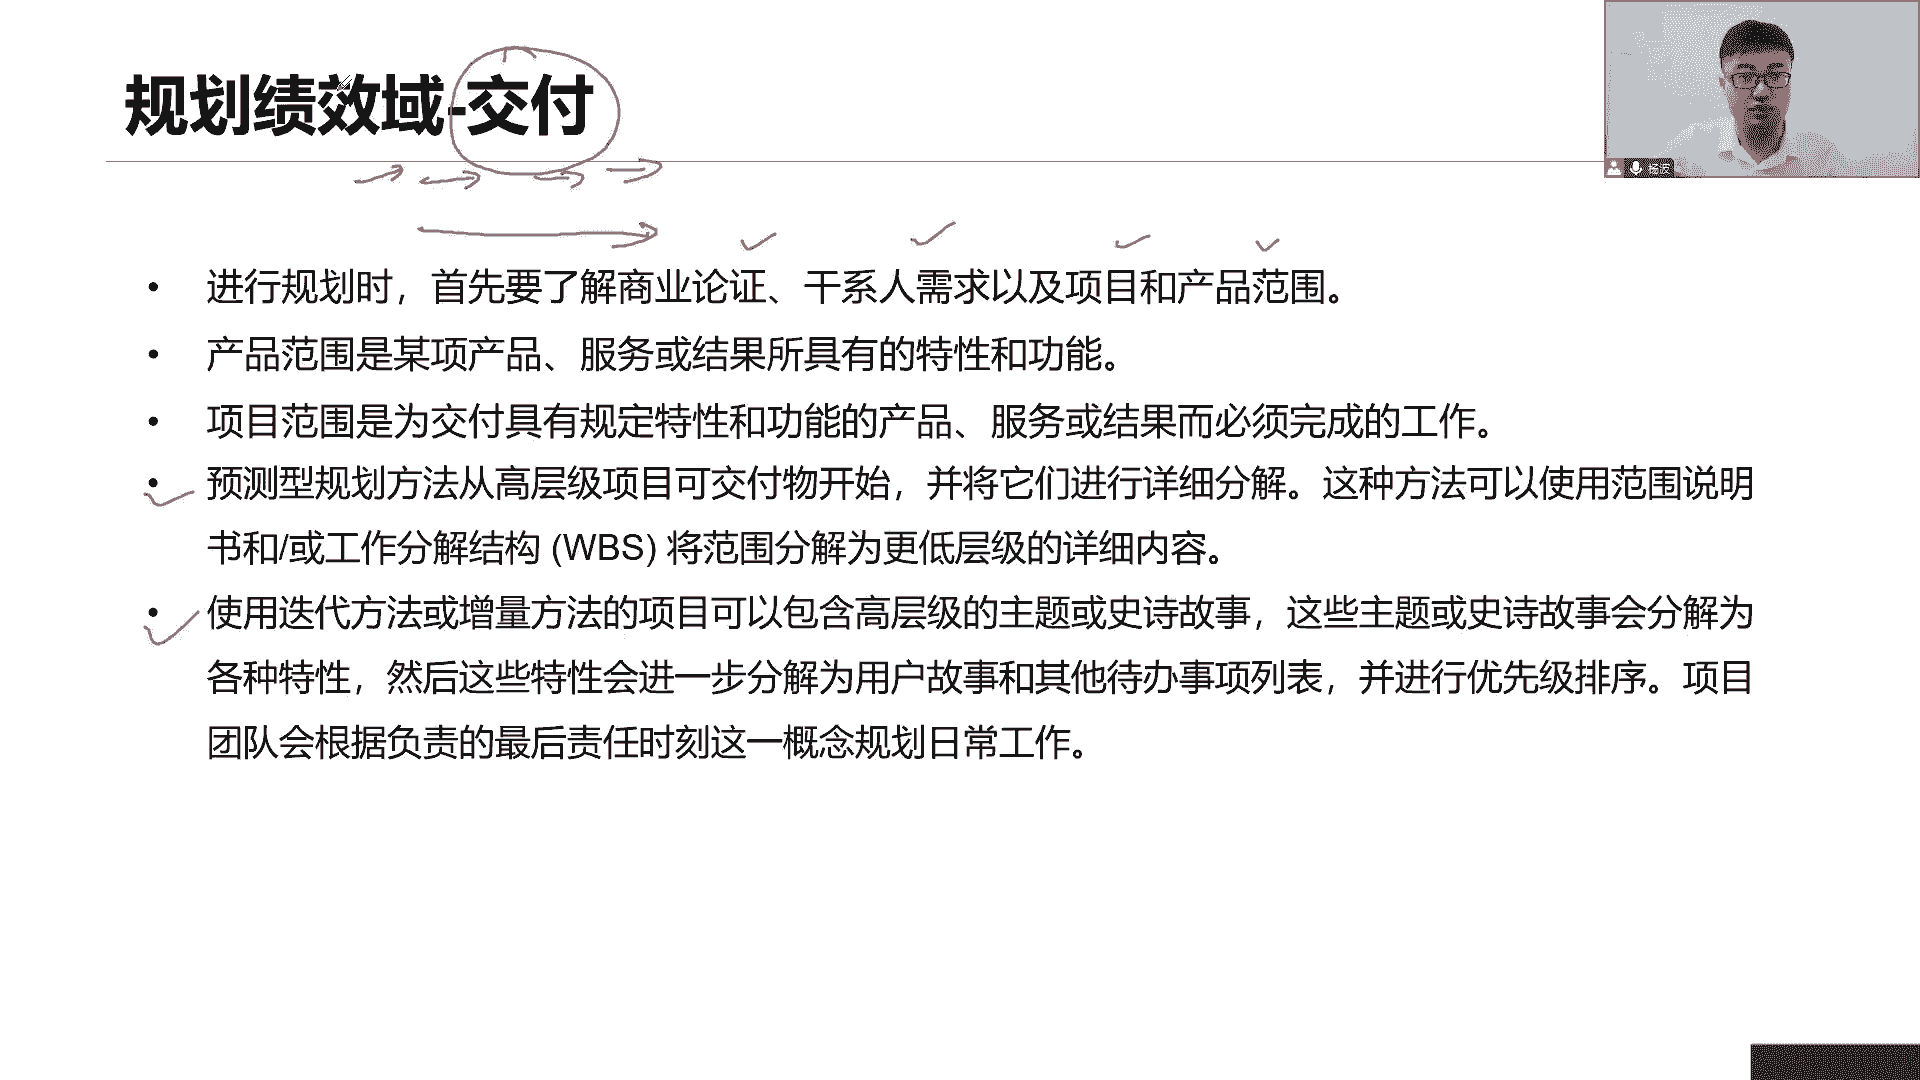 规划绩效域-交付
杨波
• 进行规划时，首先要了解商业论证、干系人需求以及项目和产品范围。
• 产品范围是某项产品、服务或结果所具有的特性和功能。
• 项目范围是为交付具有规定特性和功能的产品、服务或结果而必须完成的工作。
• 预测型规划方法从高层级项目可交付物开始，并将它们进行详细分解。这种方法可以使用范围说明
书和/或工作分解结构 (WBS) 将范围分解为更低层级的详细内容。
• 使用迭代方法或增量方法的项目可以包含高层级的主题或史诗故事，这些主题或史诗故事会分解为
各种特性，然后这些特性会进一步分解为用户故事和其他待办事项列表，并进行优先级排序。项目
团队会根据负责的最后责任时刻这一概念规划日常工作。